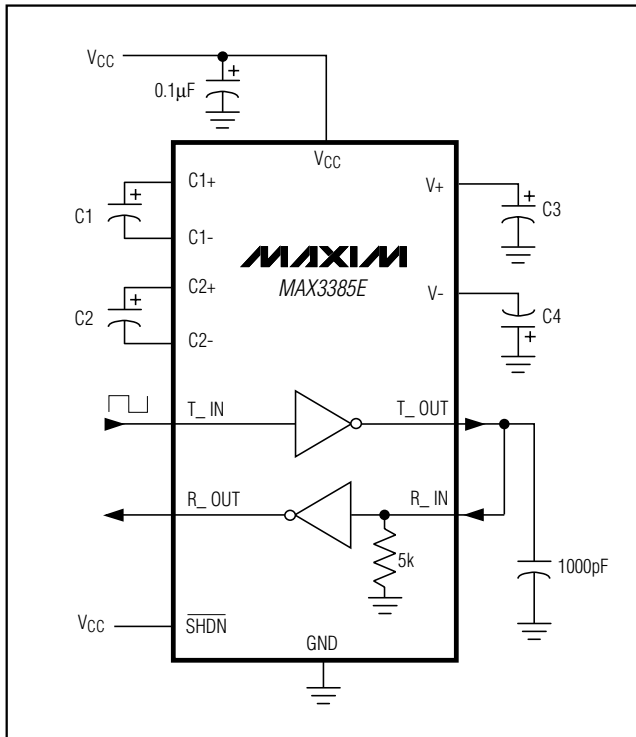 VCC
0.1µF
VCC
C1+
V+
C1
C3
C1-
MAXIM
C2+
MAX3385E
V-
C2
C4
C2-
T_ IN
T_ OUT
R_ OUT
R_ IN
5k
1000pF
VCC
SHDN
GND